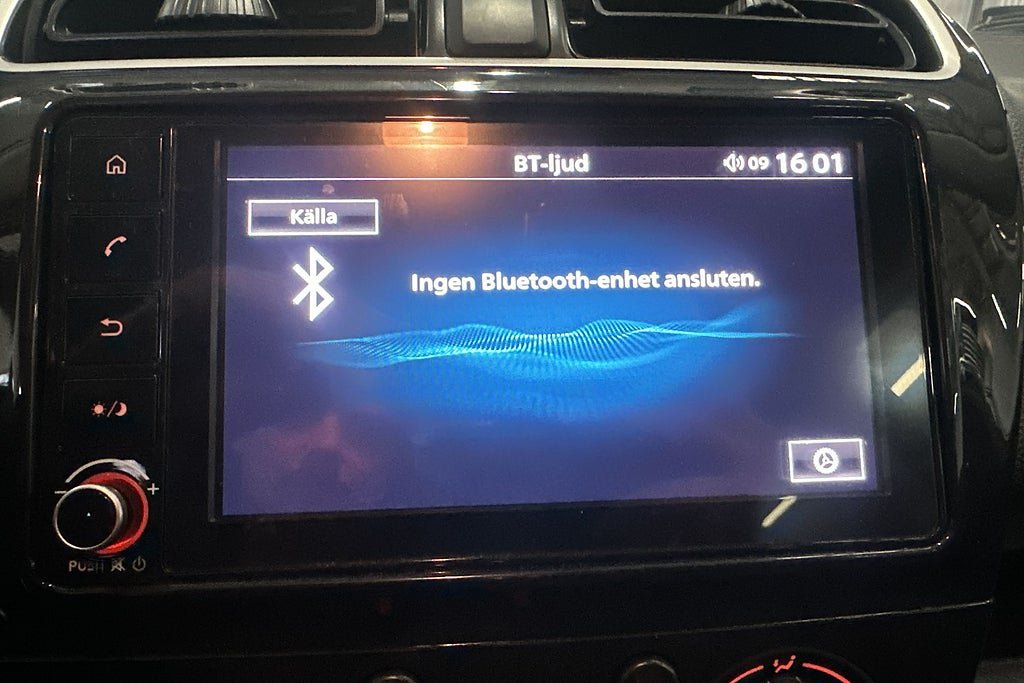 BT-ljud 09 16 01
Källa
Ingen Bluetooth-enhet ansluten.
- +
PUSH